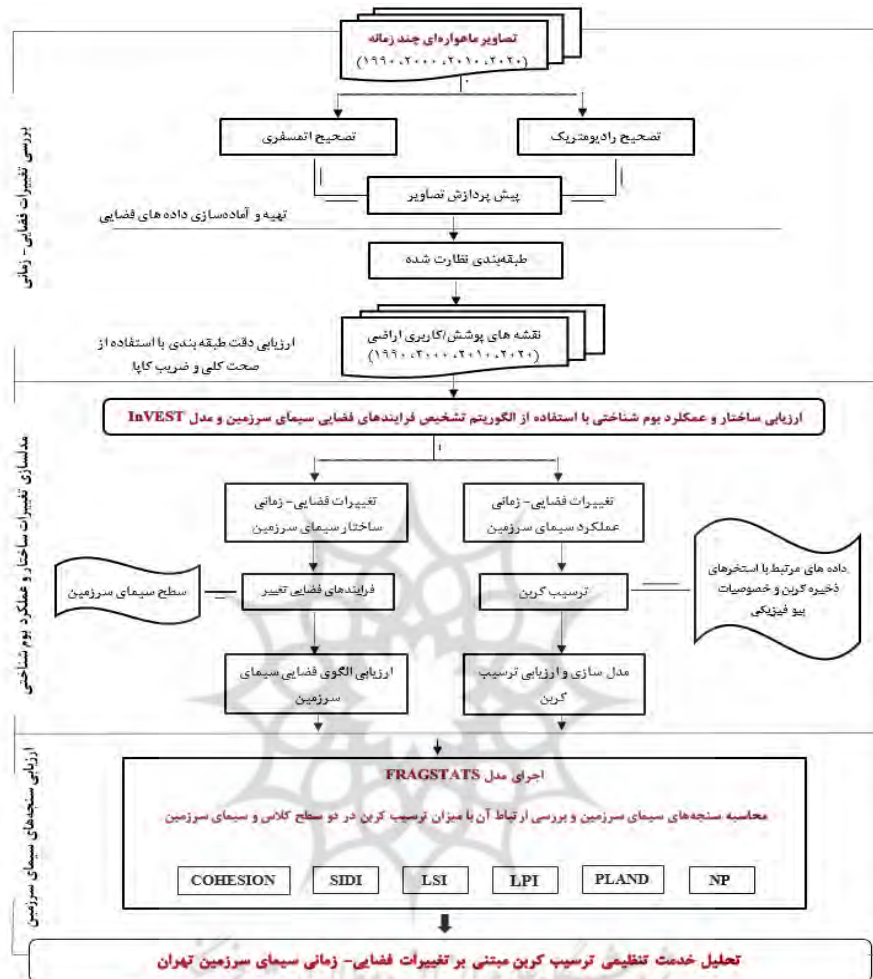 تصاویر ماهواره‌ای چند زمانه
(۱۹۹۰، ۲۰۰۰، ۲۰۱۰، ۲۰۲۰)
تصحیح رادیومتریک
تصحیح اتمسفری
پیش پردازش تصاویر
تهیه و آماده‌سازی داده های فضایی
طبقه‌بندی نظارت شده
نقشه های پوشش/کاربری اراضی
(۱۹۹۰، ۲۰۰۰، ۲۰۱۰، ۲۰۲۰)
ارزیابی دقت طبقه بندی با استفاده از
صحت کلی و ضریب کاپا
بررسی تغییرات فضایی- زمانی
ارزیابی ساختار و عملکرد بوم شناختی با استفاده از الگوریتم تشخیص فرایندهای فضایی سیمای سرزمین و مدل InVEST
تغییرات فضایی- زمانی
عملکرد سیمای سرزمین
تغییرات فضایی- زمانی
ساختار سیمای سرزمین
داده های مرتبط با استخرهای
ذخیره کربن و خصوصیات
بیو فیزیکی
ترسیب کربن
فرایندهای فضایی تغییر
سطح سیمای سرزمین
مدل سازی و ارزیابی ترسیب
کربن
ارزیابی الگوی فضایی سیمای
سرزمین
مدلسازی تغییرات ساختار و عملکرد بوم شناختی
اجرای مدل FRAGSTATS
محاسبه سنجه‌های سیمای سرزمین و بررسی ارتباط آن با میزان ترسیب کربن در دو سطح کلاس و سیمای سرزمین
COHESION SIDI LSI LPI PLAND NP
ارزیابی سنجه‌های سیمای سرزمین
تحلیل خدمت تنظیمی ترسیب کربن مبتنی بر تغییرات فضایی- زمانی سیمای سرزمین تهران